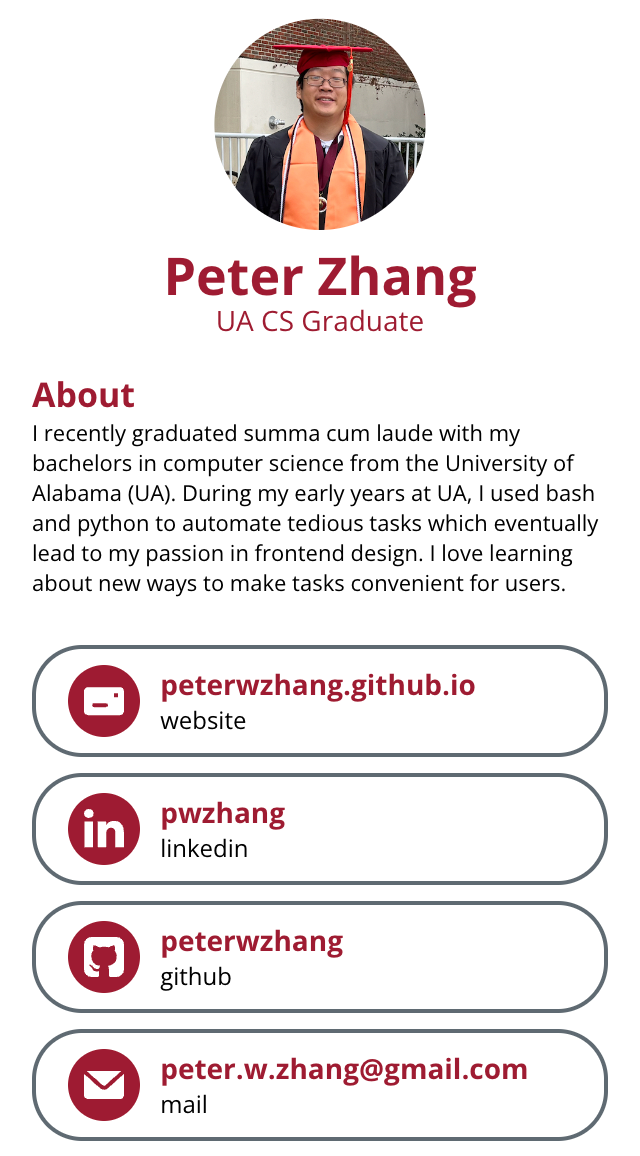 Peter Zhang
UA CS Graduate
About
I recently graduated summa cum laude with my
bachelors in computer science from the University of
Alabama (UA). During my early years at UA, I used bash
and python to automate tedious tasks which eventually
lead to my passion in frontend design. I love learning
about new ways to make tasks convenient for users.
peterwzhang.github.io
website
in
pwzhang
linkedin
peterwzhang
github
peter.w.zhang@gmail.com
mail